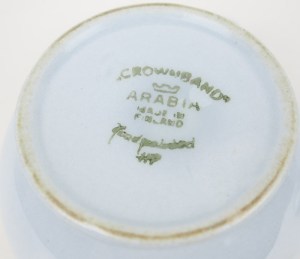 "CROWNBAND"
ARABIA
MADE IN
FINLAND
Handpainted